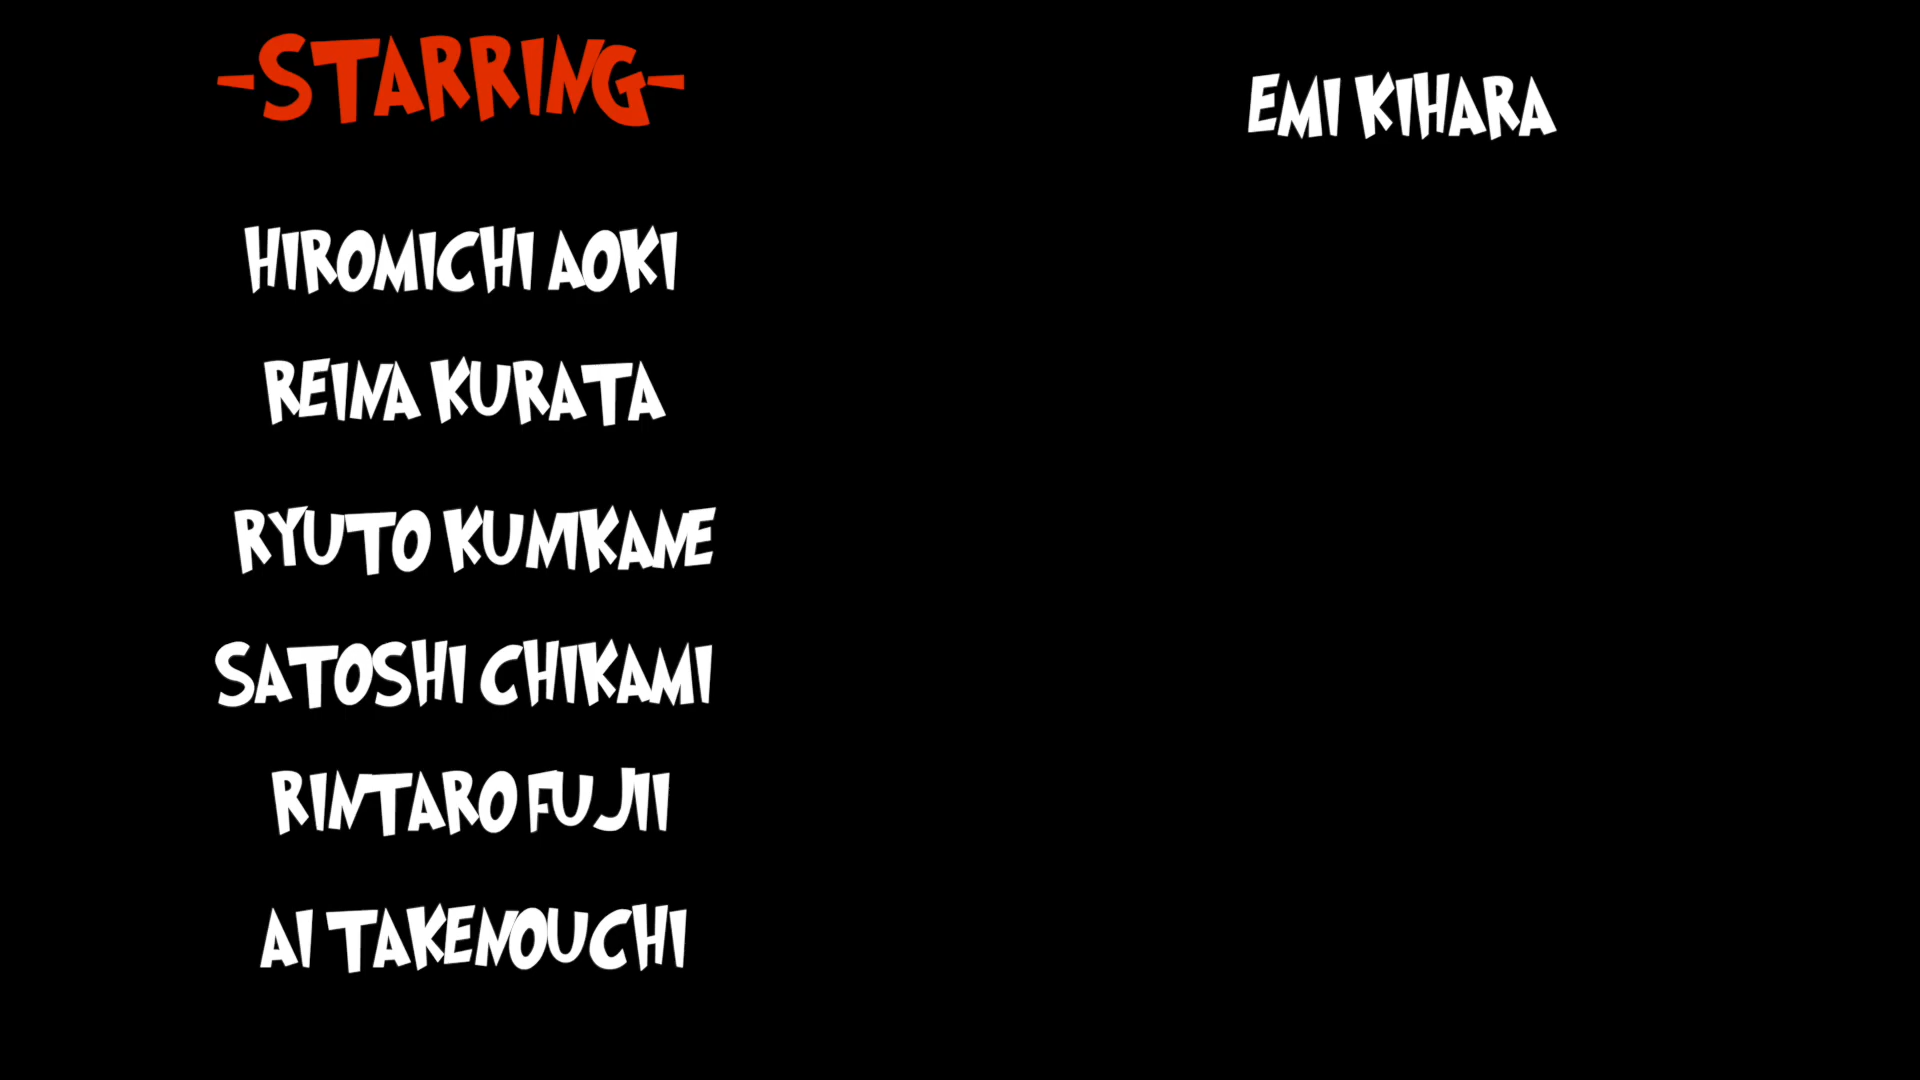 -STARRING-
HIROMICHI AOKI
REINA KURATA
RYUTO KUMKANE
SATOSHI CHIKAMI
RINTARO FUJII
AI TAKENOUCHI
EMI KIHARA